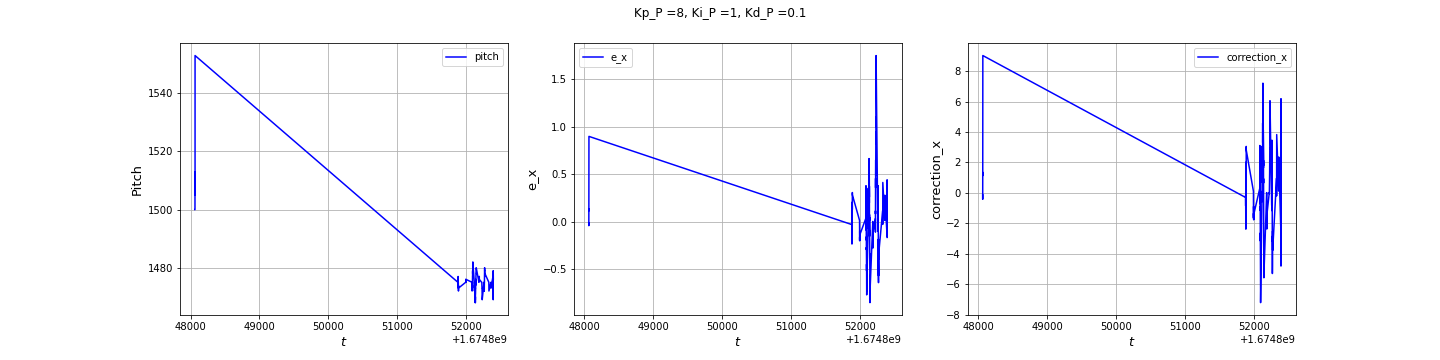 Kp_P =8, Ki_P =1, Kd_P =0.1
pitch
e_x
correction_x
Pitch
1540
1520
1500
1480
48000 49000 50000 51000 52000
+1.6748e9
t
e_x
1.5
1.0
0.5
0.0
−0.5
48000 49000 50000 51000 52000
+1.6748e9
t
correction_x
8
6
4
2
0
−2
−4
−6
−8
48000 49000 50000 51000 52000
+1.6748e9
t